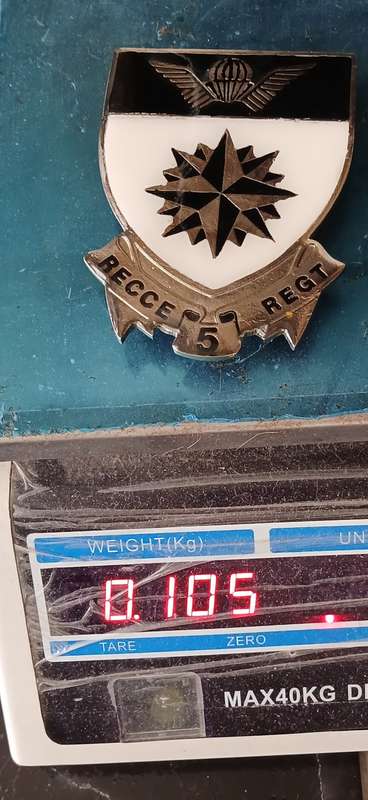 RECCE 5 REGT
WEIGHT(Kg)
UN
0.105
TARE ZERO
MAX40KG